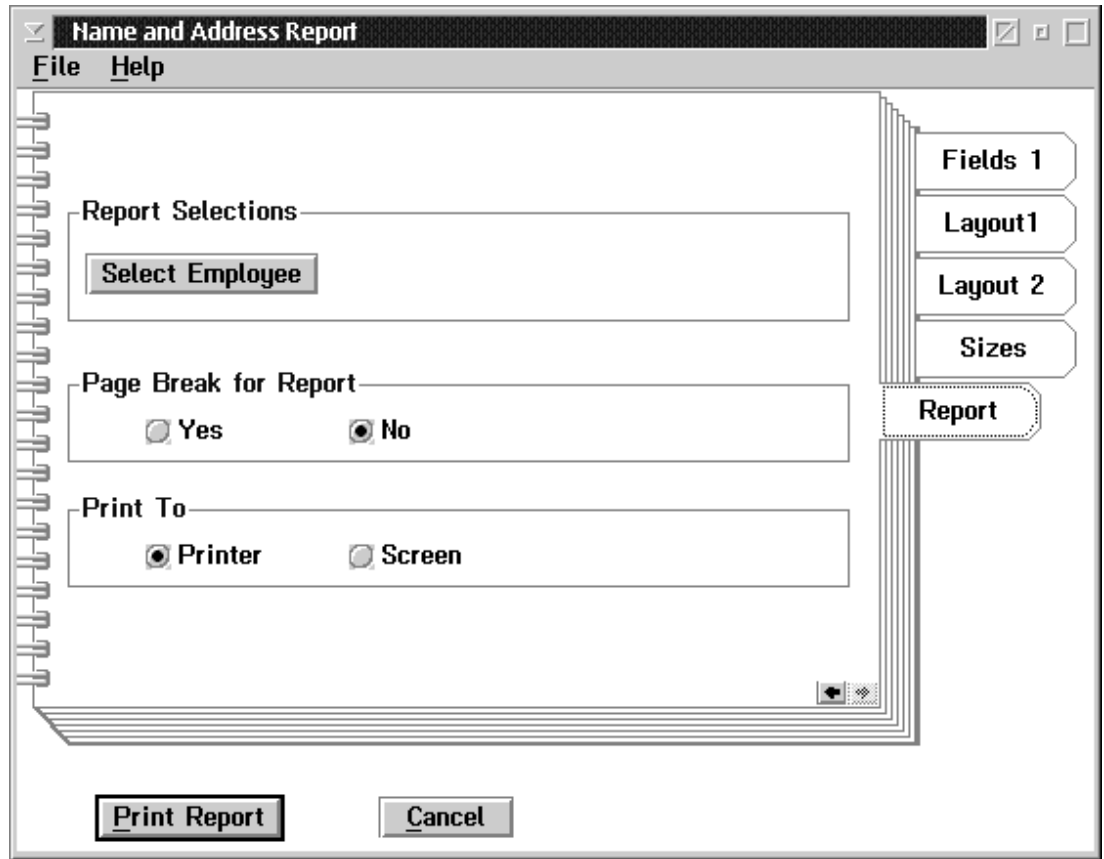 Name and Address Report
File Help
Fields 1
Layout1
Layout 2
Sizes
Report
Report Selections
Select Employee
Page Break for Report
Yes No
Print To
Printer Screen
Print Report Cancel